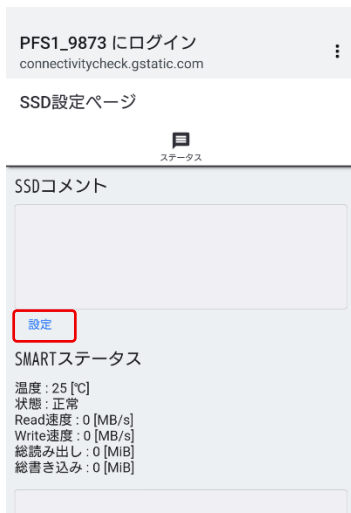 PFS1_9873 にログイン
connectivitycheck.gstatic.com
SSD設定ページ
ステータス
SSDコメント
設定
SMARTステータス
温度 : 25 [℃]
状態 : 正常
Read速度 : 0 [MB/s]
Write速度 : 0 [MB/s]
総読み出し : 0 [MiB]
総書き込み : 0 [MiB]